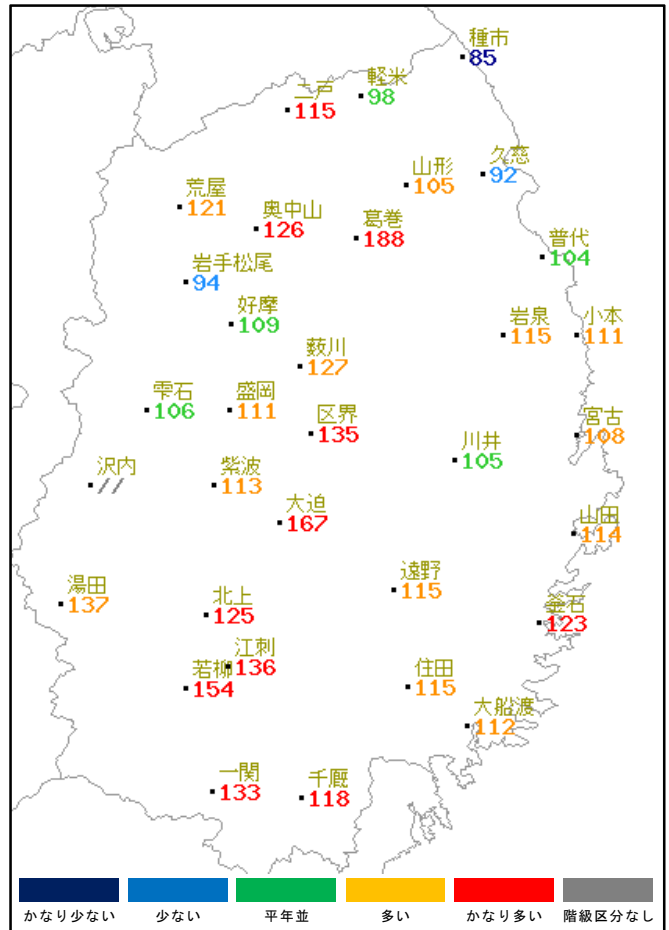 種市
85
軽米
98
二戸
115
久慈
92
山形
105
荒屋
121
奥中山
126
葛巻
188
普代
104
岩手松尾
94
好摩
109
岩泉
115
小本
111
薮川
127
雫石
106
盛岡
111
区界
135
宮古
108
川井
105
沢内
//
紫波
113
大迫
167
山田
114
湯田
137
遠野
115
北上
125
釜石
123
江刺
136
若柳
154
住田
115
大船渡
112
一関
133
千厩
118
かなり少ない 少ない 平年並 多い かなり多い 階級区分なし